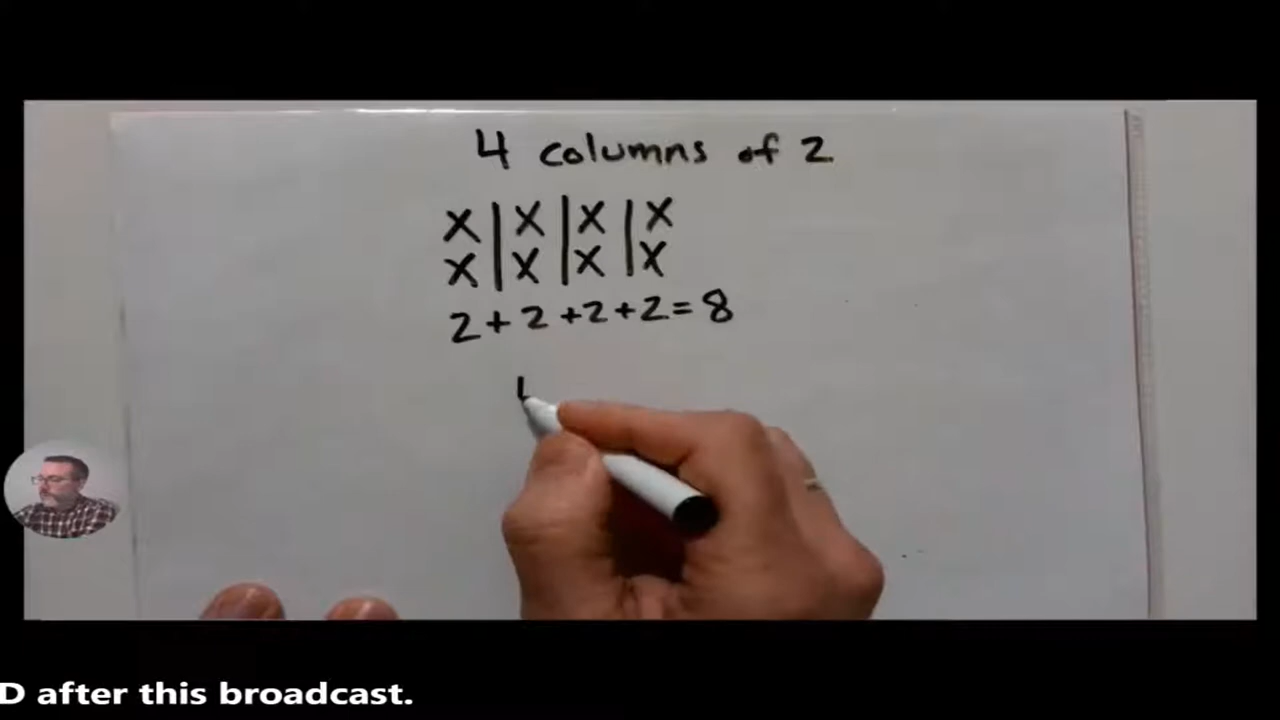 4 columns of 2
X | X | X | X
X | X | X | X
2 + 2 + 2 + 2 = 8
D after this broadcast.